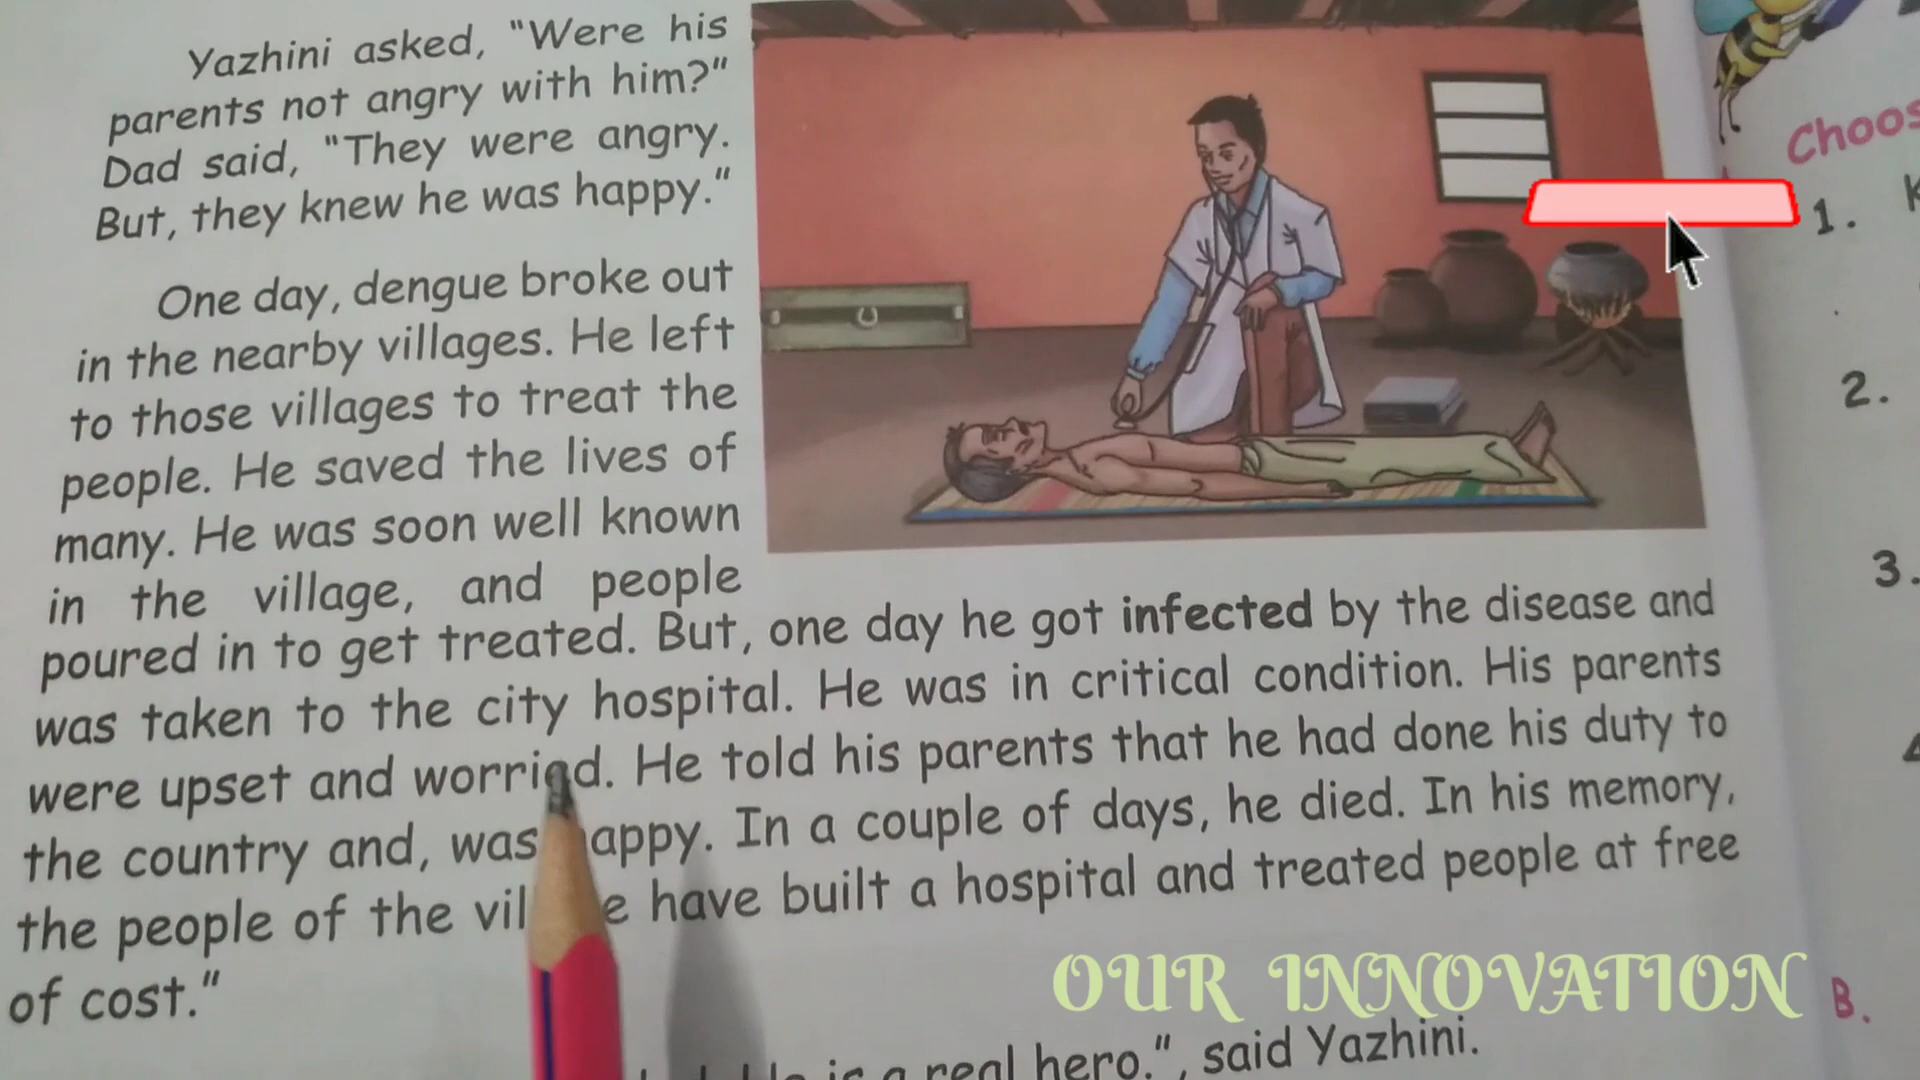 Yazhini asked, "Were his
parents not angry with him?"
Dad said, "They were angry.
But, they knew he was happy."
One day, dengue broke out
in the nearby villages. He left
to those villages to treat the
people. He saved the lives of
many. He was soon well known
in the village, and people
poured in to get treated. But, one day he got infected by the disease and
was taken to the city hospital. He was in critical condition. His parents
were upset and worried. He told his parents that he had done his duty to
the country and, was happy. In a couple of days, he died. In his memory,
the people of the village have built a hospital and treated people at free
of cost."
is a real hero.", said Yazhini.
OUR INNOVATION
1.
2.
3.
B.